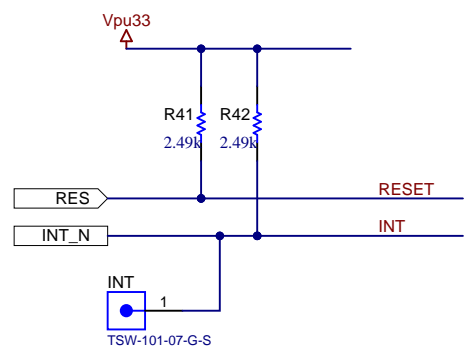 Vpu33
R41
R42
2.49k
2.49k
RES
RESET
INT_N
INT
INT
1
TSW-101-07-G-S